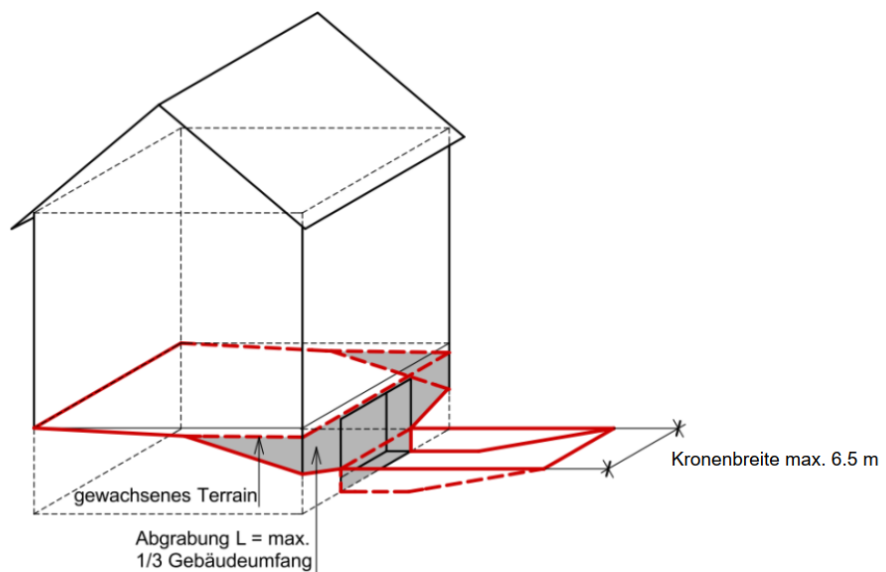 Kronenbreite max. 6.5 m
gewachsenes Terrain
Abgrabung L = max.
1/3 Gebäudeumfang